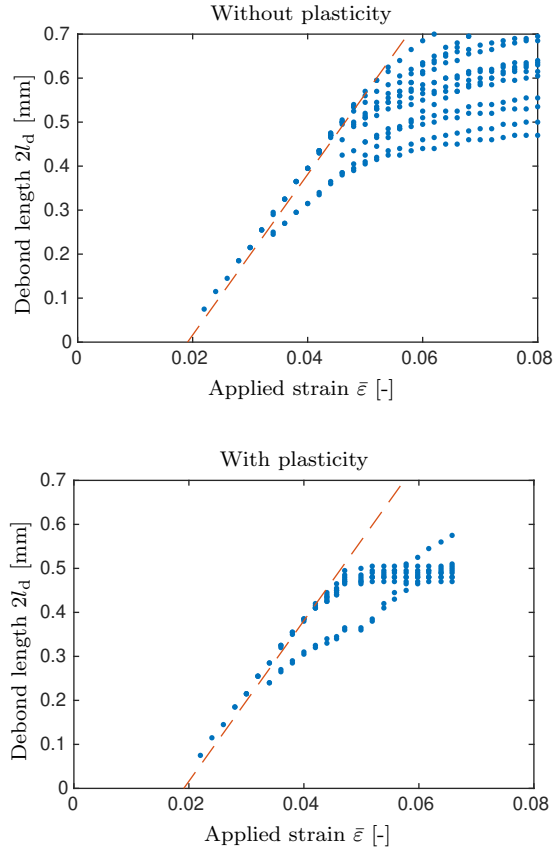 Without plasticity
0.7
0.6
0.5
0.4
0.3
0.2
0.1
0
0 0.02 0.04 0.06 0.08
Debond length 2l_d [mm]
Applied strain ε̄ [-]
With plasticity
0.7
0.6
0.5
0.4
0.3
0.2
0.1
0
0 0.02 0.04 0.06 0.08
Debond length 2l_d [mm]
Applied strain ε̄ [-]